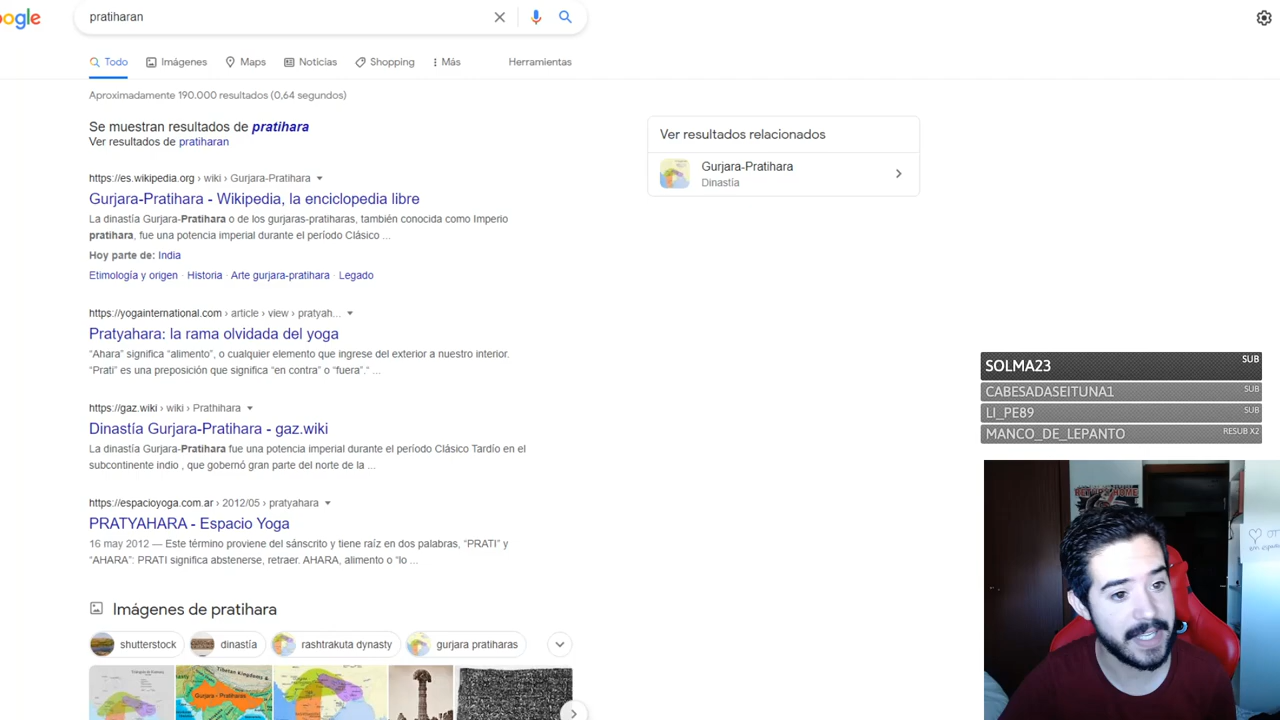 ogle
pratiharan
Todo Imágenes Maps Noticias Shopping Más Herramientas
Aproximadamente 190.000 resultados (0,64 segundos)
Se muestran resultados de pratihara
Ver resultados de pratiharan
https://es.wikipedia.org › wiki › Gurjara-Pratihara
Gurjara-Pratihara - Wikipedia, la enciclopedia libre
La dinastía Gurjara-Pratihara o de los gurjaras-pratiharas, también conocida como Imperio
pratihara, fue una potencia imperial durante el período Clásico ...
Hoy parte de: India
Etimología y origen · Historia · Arte gurjara-pratihara · Legado
https://yogainternational.com › article › view › pratyah...
Pratyahara: la rama olvidada del yoga
“Ahara” significa “alimento”, o cualquier elemento que ingrese del exterior a nuestro interior.
“Prati” es una preposición que significa “en contra” o “fuera”.“ ...
https://gaz.wiki › wiki › Prathihara
Dinastía Gurjara-Pratihara - gaz.wiki
La dinastía Gurjara-Pratihara fue una potencia imperial durante el período Clásico Tardío en el
subcontinente indio , que gobernó gran parte del norte de la ...
https://espacioyoga.com.ar › 2012/05 › pratyahara
PRATYAHARA - Espacio Yoga
16 may 2012 — Este término proviene del sánscrito y tiene raíz en dos palabras, “PRATI” y
“AHARA”: PRATI significa abstenerse, retraer. AHARA, alimento o “lo ...
Imágenes de pratihara
shutterstock dinastía rashtrakuta dynasty gurjara pratiharas
Gurjara - Pratiharas
Ver resultados relacionados
Gurjara-Pratihara
Dinastía
SOLMA23 SUB
CABESADASEITUNA1 SUB
LI_PE89 SUB
MANCO_DE_LEPANTO RESUB X2